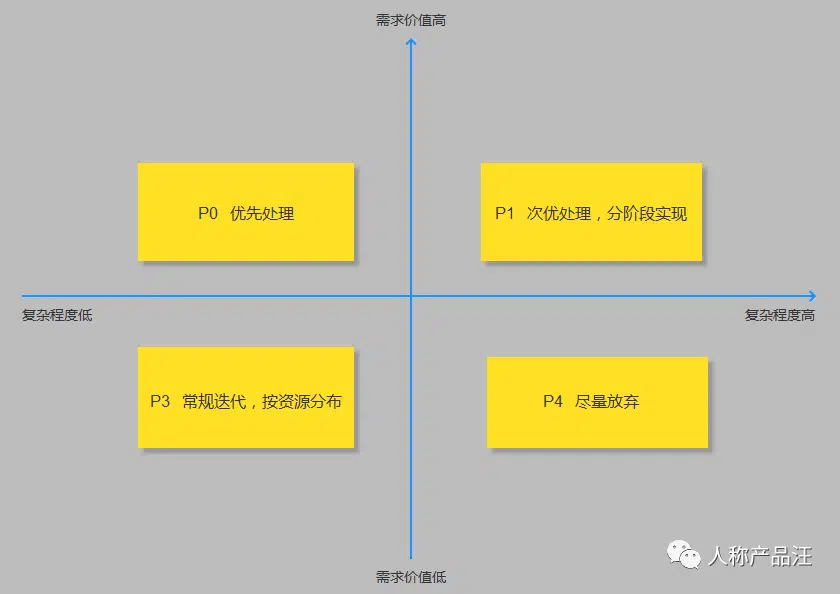 需求价值高
P0 优先处理
P1 次优处理，分阶段实现
复杂程度低
复杂程度高
P3 常规迭代，按资源分布
P4 尽量放弃
人称产品汪
需求价值低